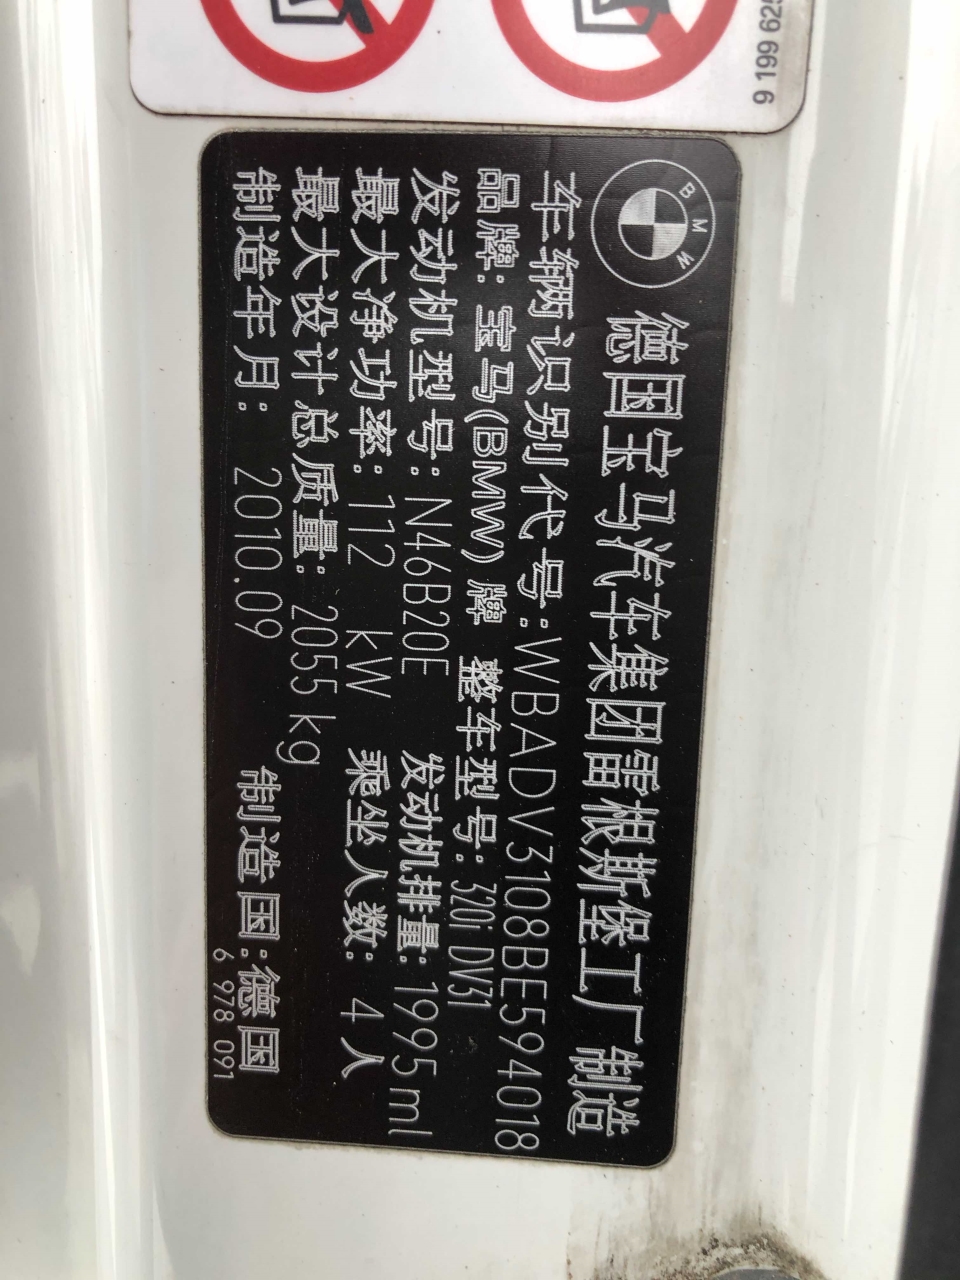 9 199 625
BMW
德国宝马汽车集团雷根斯堡工厂 制造
车辆识别代号:WBADV3108BE594018
品牌: 宝马(BMW) 牌 整车型号: 320i DV31
发动机型号: N46B20E 发动机排量: 1995ml
最大净功率: 112 kW 乘坐人数: 4人
最大设计总质量: 2055 kg
制造年月: 2010.09 制造国:德国
6 978 091